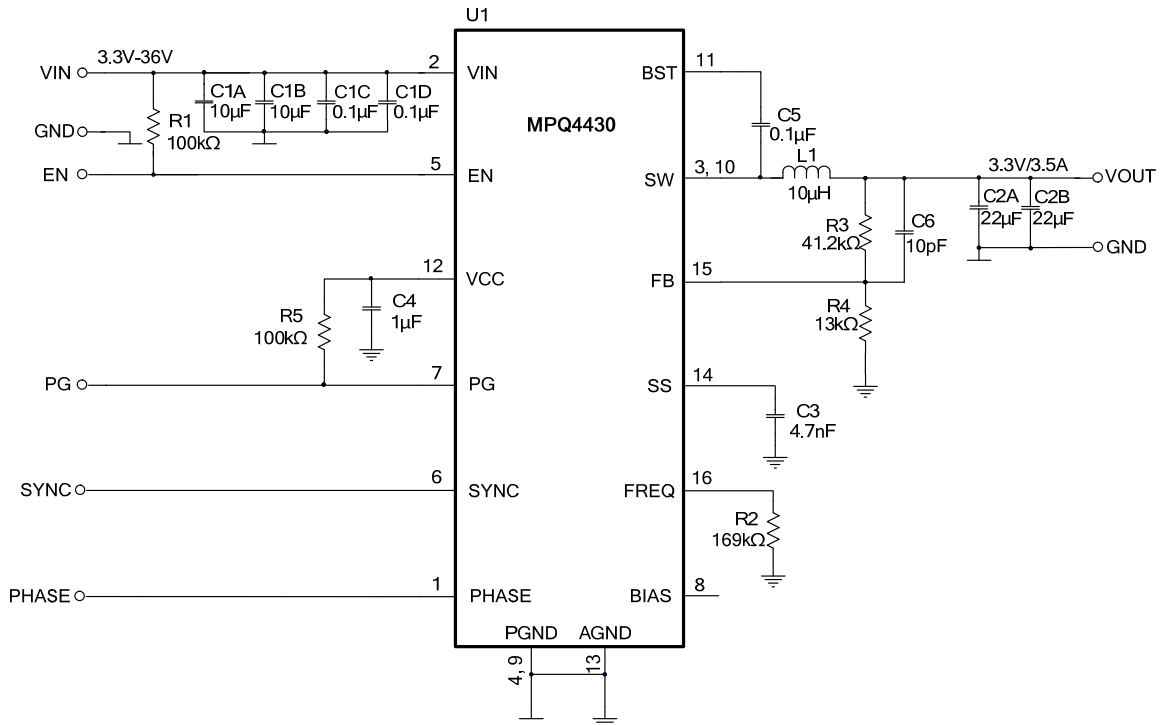 U1
VIN
3.3V-36V
2
VIN
C1A
10µF
C1B
10µF
C1C
0.1µF
C1D
0.1µF
GND
R1
100kΩ
EN
5
EN
MPQ4430
BST
11
C5
0.1µF
SW
3, 10
L1
10µH
3.3V/3.5A
VOUT
C2A
22µF
C2B
22µF
GND
R3
41.2kΩ
C6
10pF
FB
15
R4
13kΩ
12
VCC
R5
100kΩ
C4
1µF
PG
7
PG
SS
14
C3
4.7nF
SYNC
6
SYNC
FREQ
16
R2
169kΩ
PHASE
1
PHASE
BIAS
8
PGND
AGND
4, 9
13